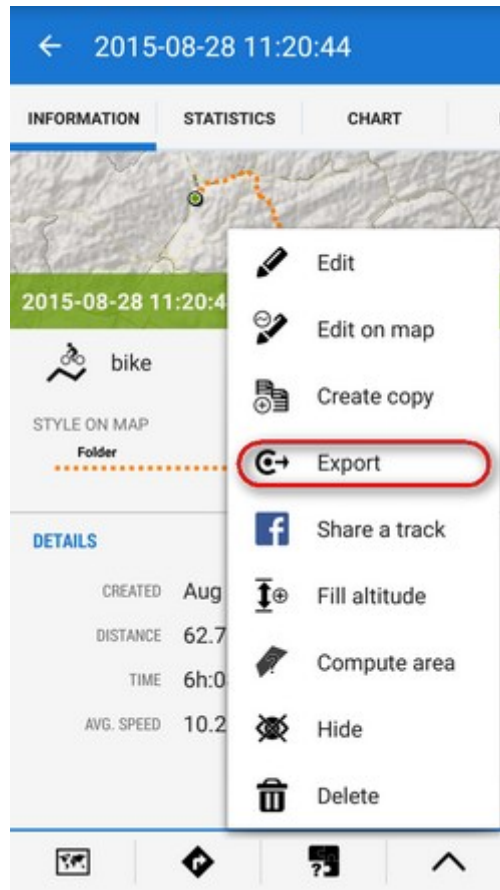 2015-08-28 11:20:44
INFORMATION STATISTICS CHART
2015-08-28 11:20:4
bike
STYLE ON MAP
Folder
DETAILS
CREATED Aug
DISTANCE 62.7
TIME 6h:0
AVG. SPEED 10.2
Edit
Edit on map
Create copy
Export
Share a track
Fill altitude
Compute area
Hide
Delete